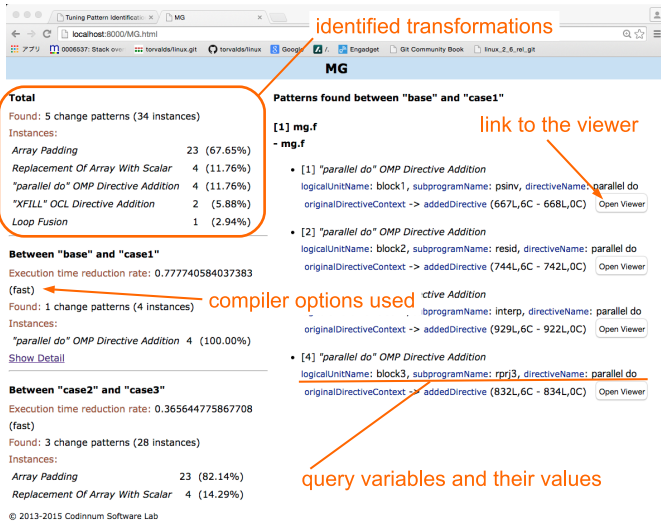 Tuning Pattern Identificatio
MG
localhost:8000/MG.html
アプリ
0006537: Stack over
torvalds/linux.git
torvalds/linux
Google
/.
Engadget
Git Community Book
linux_2_6_rel_git
identified transformations
MG
Total
Found: 5 change patterns (34 instances)
Instances:
Array Padding 23 (67.65%)
Replacement Of Array With Scalar 4 (11.76%)
"parallel do" OMP Directive Addition 4 (11.76%)
"XFILL" OCL Directive Addition 2 (5.88%)
Loop Fusion 1 (2.94%)
Between "base" and "case1"
Execution time reduction rate: 0.777740584037383
(fast)
compiler options used
Found: 1 change patterns (4 instances)
Instances:
"parallel do" OMP Directive Addition 4 (100.00%)
Show Detail
Between "case2" and "case3"
Execution time reduction rate: 0.365644775867708
(fast)
Found: 3 change patterns (28 instances)
Instances:
Array Padding 23 (82.14%)
Replacement Of Array With Scalar 4 (14.29%)
© 2013-2015 Codinnum Software Lab
Patterns found between "base" and "case1"
link to the viewer
[1] mg.f
- mg.f
• [1] "parallel do" OMP Directive Addition
logicalUnitName: block1, subprogramName: psinv, directiveName: parallel do
originalDirectiveContext -> addedDirective (667L,6C - 668L,0C) Open Viewer
• [2] "parallel do" OMP Directive Addition
logicalUnitName: block2, subprogramName: resid, directiveName: parallel do
originalDirectiveContext -> addedDirective (744L,6C - 742L,0C) Open Viewer
ctive Addition
subprogramName: interp, directiveName: parallel do
originalDirectiveContext -> addedDirective (929L,6C - 922L,0C) Open Viewer
• [4] "parallel do" OMP Directive Addition
logicalUnitName: block3, subprogramName: rprj3, directiveName: parallel do
originalDirectiveContext -> addedDirective (832L,6C - 834L,0C) Open Viewer
query variables and their values